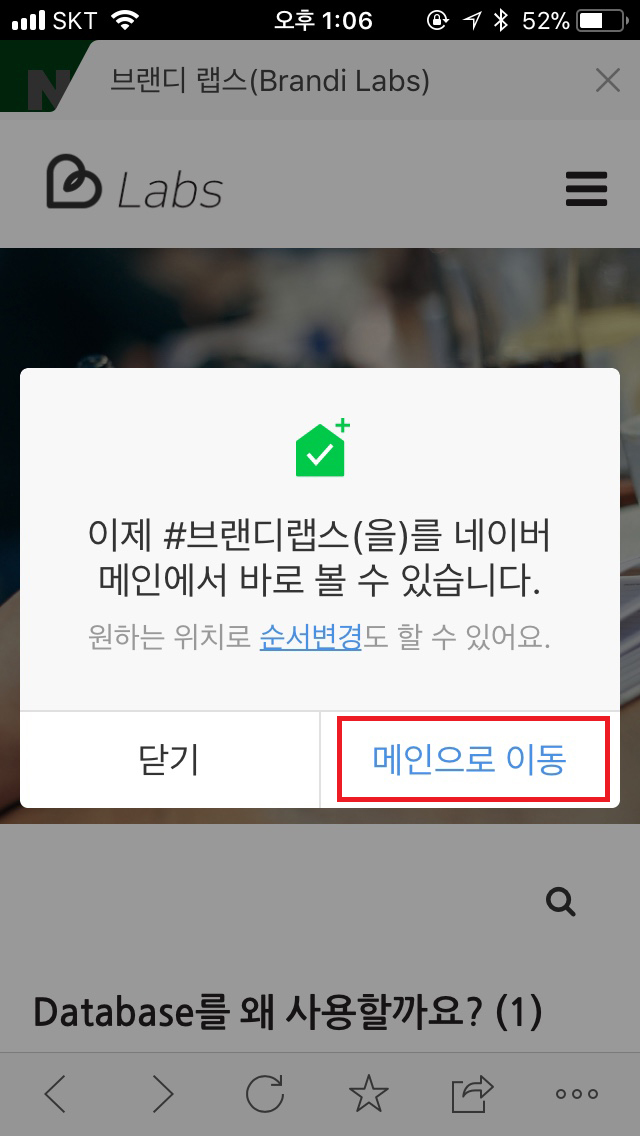 SKT 오후 1:06 52%
N 브랜디 랩스(Brandi Labs)
Labs
이제 #브랜디랩스(을)를 네이버
메인에서 바로 볼 수 있습니다.
원하는 위치로 순서변경도 할 수 있어요.
닫기 메인으로 이동
Database를 왜 사용할까요? (1)